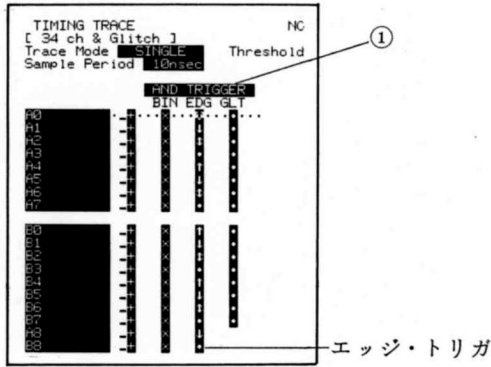 TIMING TRACE NC
[ 34 ch & Glitch ]
Trace Mode SINGLE Threshold
Sample Period 10nsec
①
AND TRIGGER
BIN EDG GLT
A0 -+ × ↑ •
A1 -+ × ↓ •
A2 -+ × ↕ •
A3 -+ × • •
A4 -+ × ↑ •
A5 -+ × ↓ •
A6 -+ × ↕ •
A7 -+ × • •
B0 -+ × ↑ •
B1 -+ × ↓ •
B2 -+ × ↕ •
B3 -+ × • •
B4 -+ × ↑ •
B5 -+ × ↓ •
B6 -+ × ↕ •
B7 -+ × • •
A8 -+ × ↓
B8 -+ × •
エッジ・トリガ